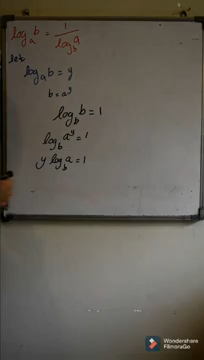 log_a b = 1/log_b a
let
log_a b = y
b = a^y
log_b b = 1
log_b a^y = 1
y log_b a = 1
Wondershare
FilmoraGo